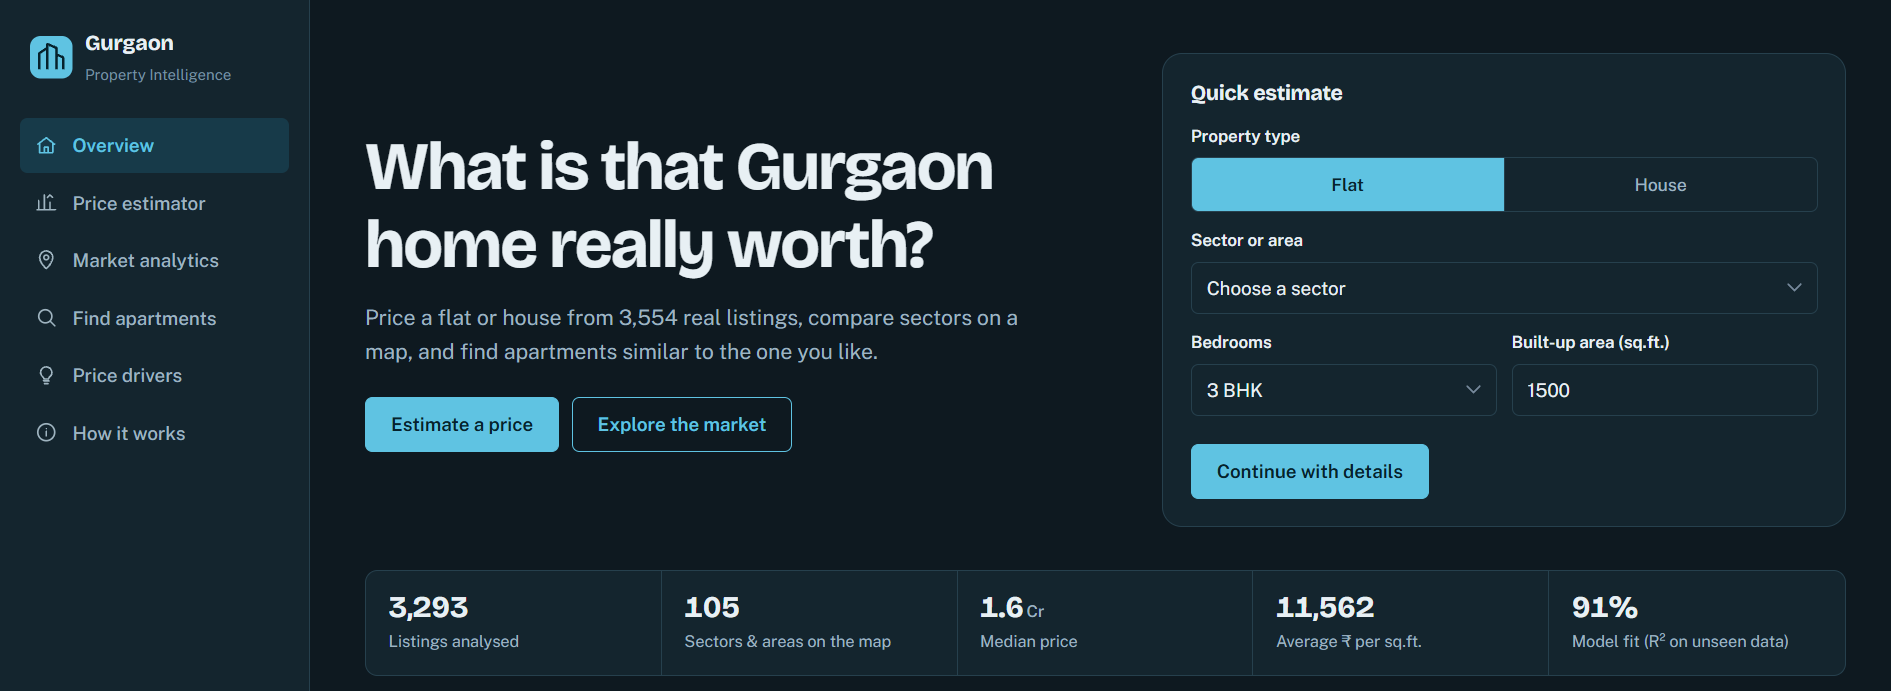 Gurgaon
Property Intelligence
Overview
Price estimator
Market analytics
Find apartments
Price drivers
How it works
What is that Gurgaon
home really worth?
Price a flat or house from 3,554 real listings, compare sectors on a
map, and find apartments similar to the one you like.
Estimate a price
Explore the market
Quick estimate
Property type
Flat
House
Sector or area
Choose a sector
Bedrooms
Built-up area (sq.ft.)
3 BHK
1500
Continue with details
3,293
Listings analysed
105
Sectors & areas on the map
1.6 Cr
Median price
11,562
Average ₹ per sq.ft.
91%
Model fit (R² on unseen data)